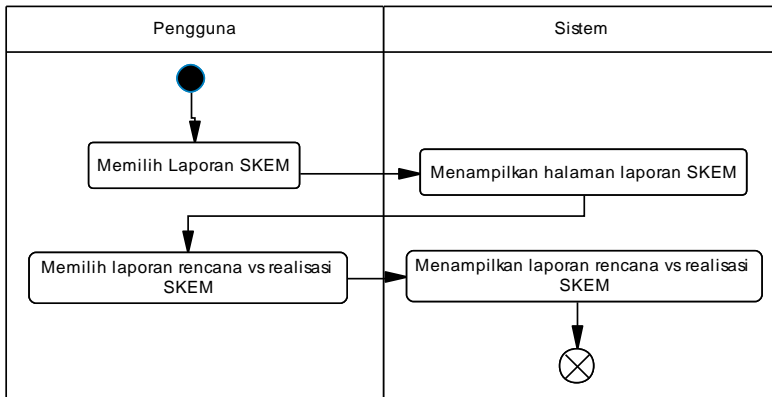 Pengguna
Sistem
Memilih Laporan SKEM
Menampilkan halaman laporan SKEM
Memilih laporan rencana vs realisasi
SKEM
Menampilkan laporan rencana vs realisasi
SKEM